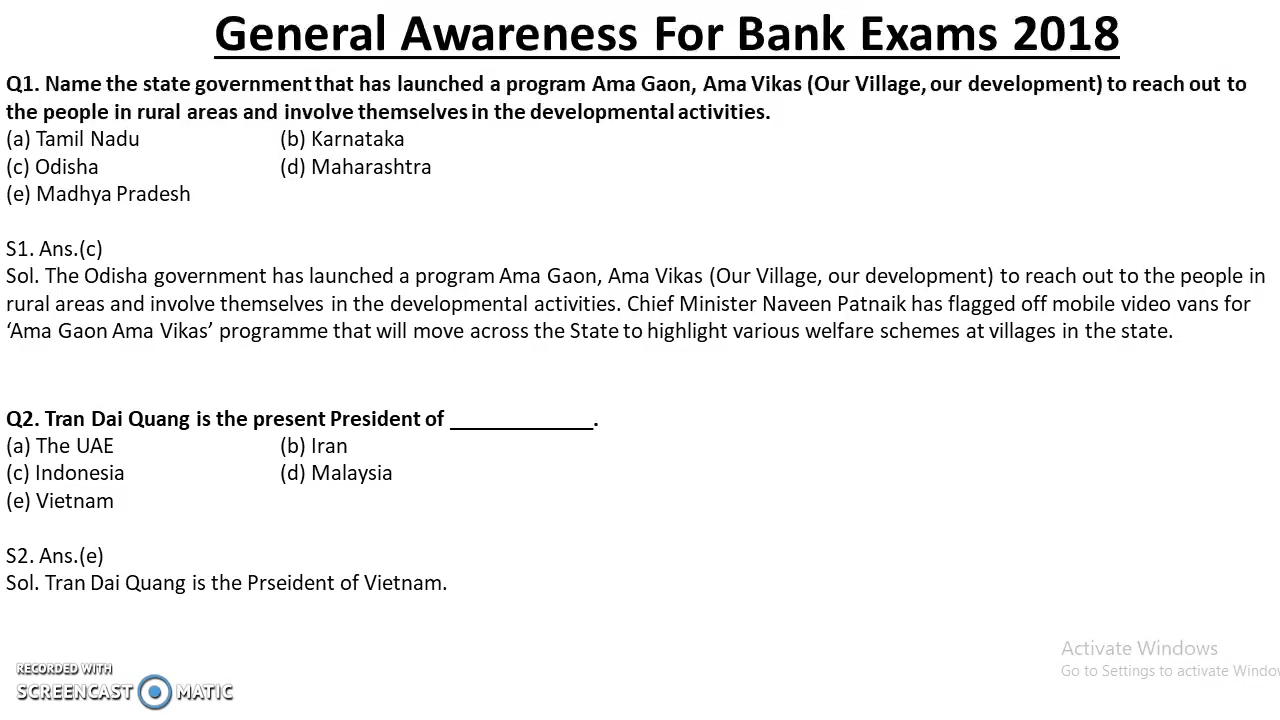 General Awareness For Bank Exams 2018
Q1. Name the state government that has launched a program Ama Gaon, Ama Vikas (Our Village, our development) to reach out to
the people in rural areas and involve themselves in the developmental activities.
(a) Tamil Nadu (b) Karnataka
(c) Odisha (d) Maharashtra
(e) Madhya Pradesh
S1. Ans.(c)
Sol. The Odisha government has launched a program Ama Gaon, Ama Vikas (Our Village, our development) to reach out to the people in
rural areas and involve themselves in the developmental activities. Chief Minister Naveen Patnaik has flagged off mobile video vans for
‘Ama Gaon Ama Vikas’ programme that will move across the State to highlight various welfare schemes at villages in the state.
Q2. Tran Dai Quang is the present President of _____________.
(a) The UAE (b) Iran
(c) Indonesia (d) Malaysia
(e) Vietnam
S2. Ans.(e)
Sol. Tran Dai Quang is the Prseident of Vietnam.
Activate Windows
Go to Settings to activate Windo
RECORDED WITH
SCREENCAST MATIC